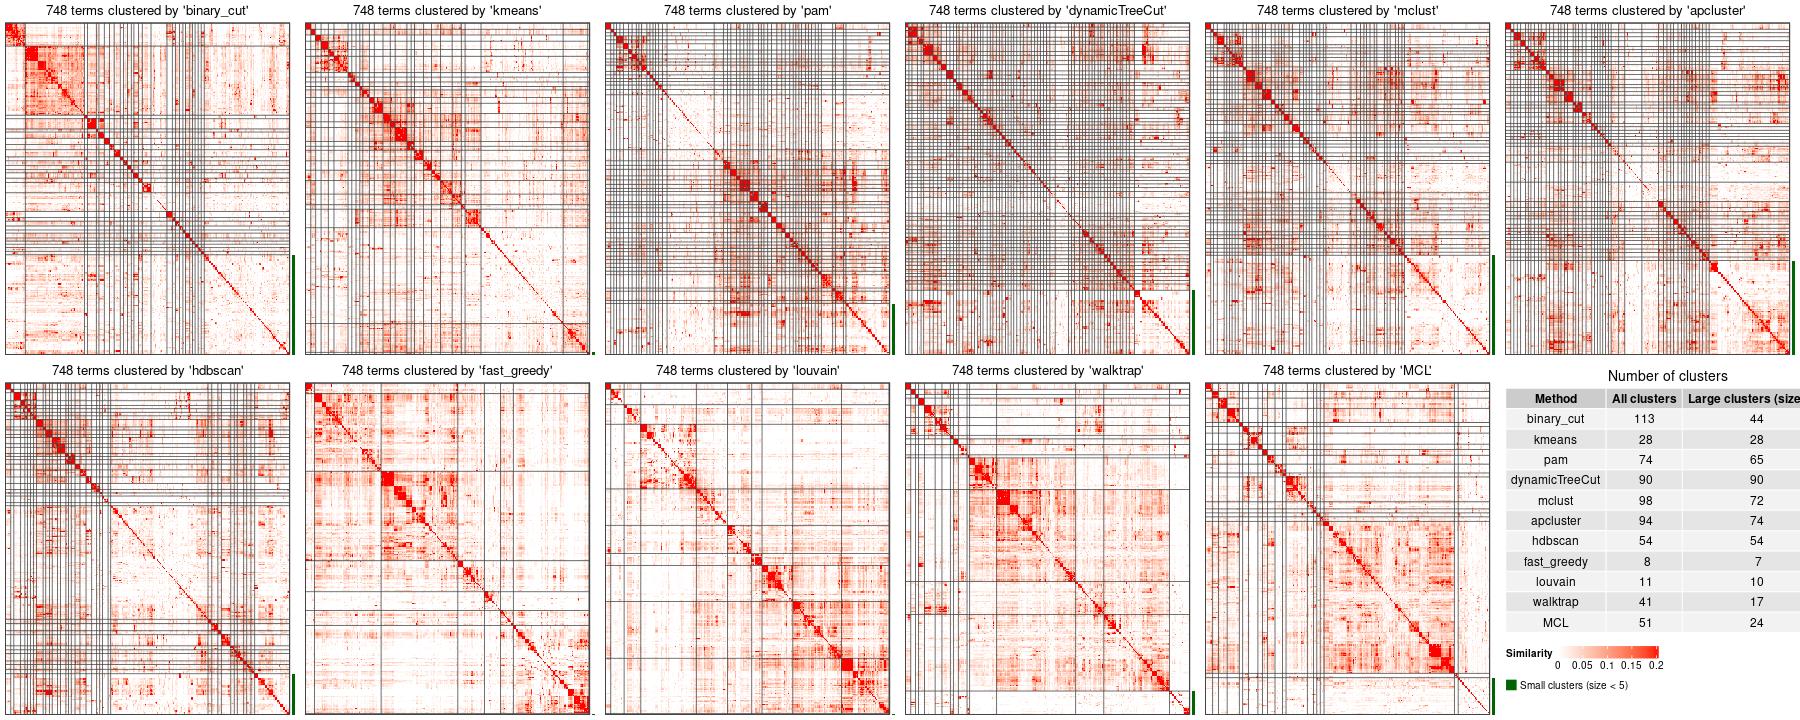 748 terms clustered by 'binary_cut'
748 terms clustered by 'kmeans'
748 terms clustered by 'pam'
748 terms clustered by 'dynamicTreeCut'
748 terms clustered by 'mclust'
748 terms clustered by 'apcluster'
748 terms clustered by 'hdbscan'
748 terms clustered by 'fast_greedy'
748 terms clustered by 'louvain'
748 terms clustered by 'walktrap'
748 terms clustered by 'MCL'
Number of clusters
Method All clusters Large clusters (size
binary_cut 113 44
kmeans 28 28
pam 74 65
dynamicTreeCut 90 90
mclust 98 72
apcluster 94 74
hdbscan 54 54
fast_greedy 8 7
louvain 11 10
walktrap 41 17
MCL 51 24
Similarity
0 0.05 0.1 0.15 0.2
Small clusters (size < 5)